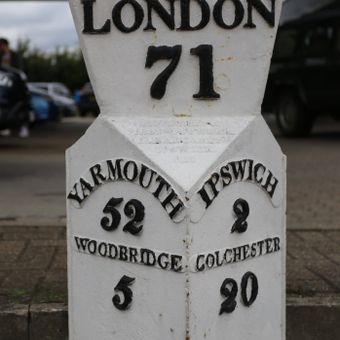 LONDON
71
YARMOUTH
52
WOODBRIDGE
5
IPSWICH
2
COLCHESTER
20